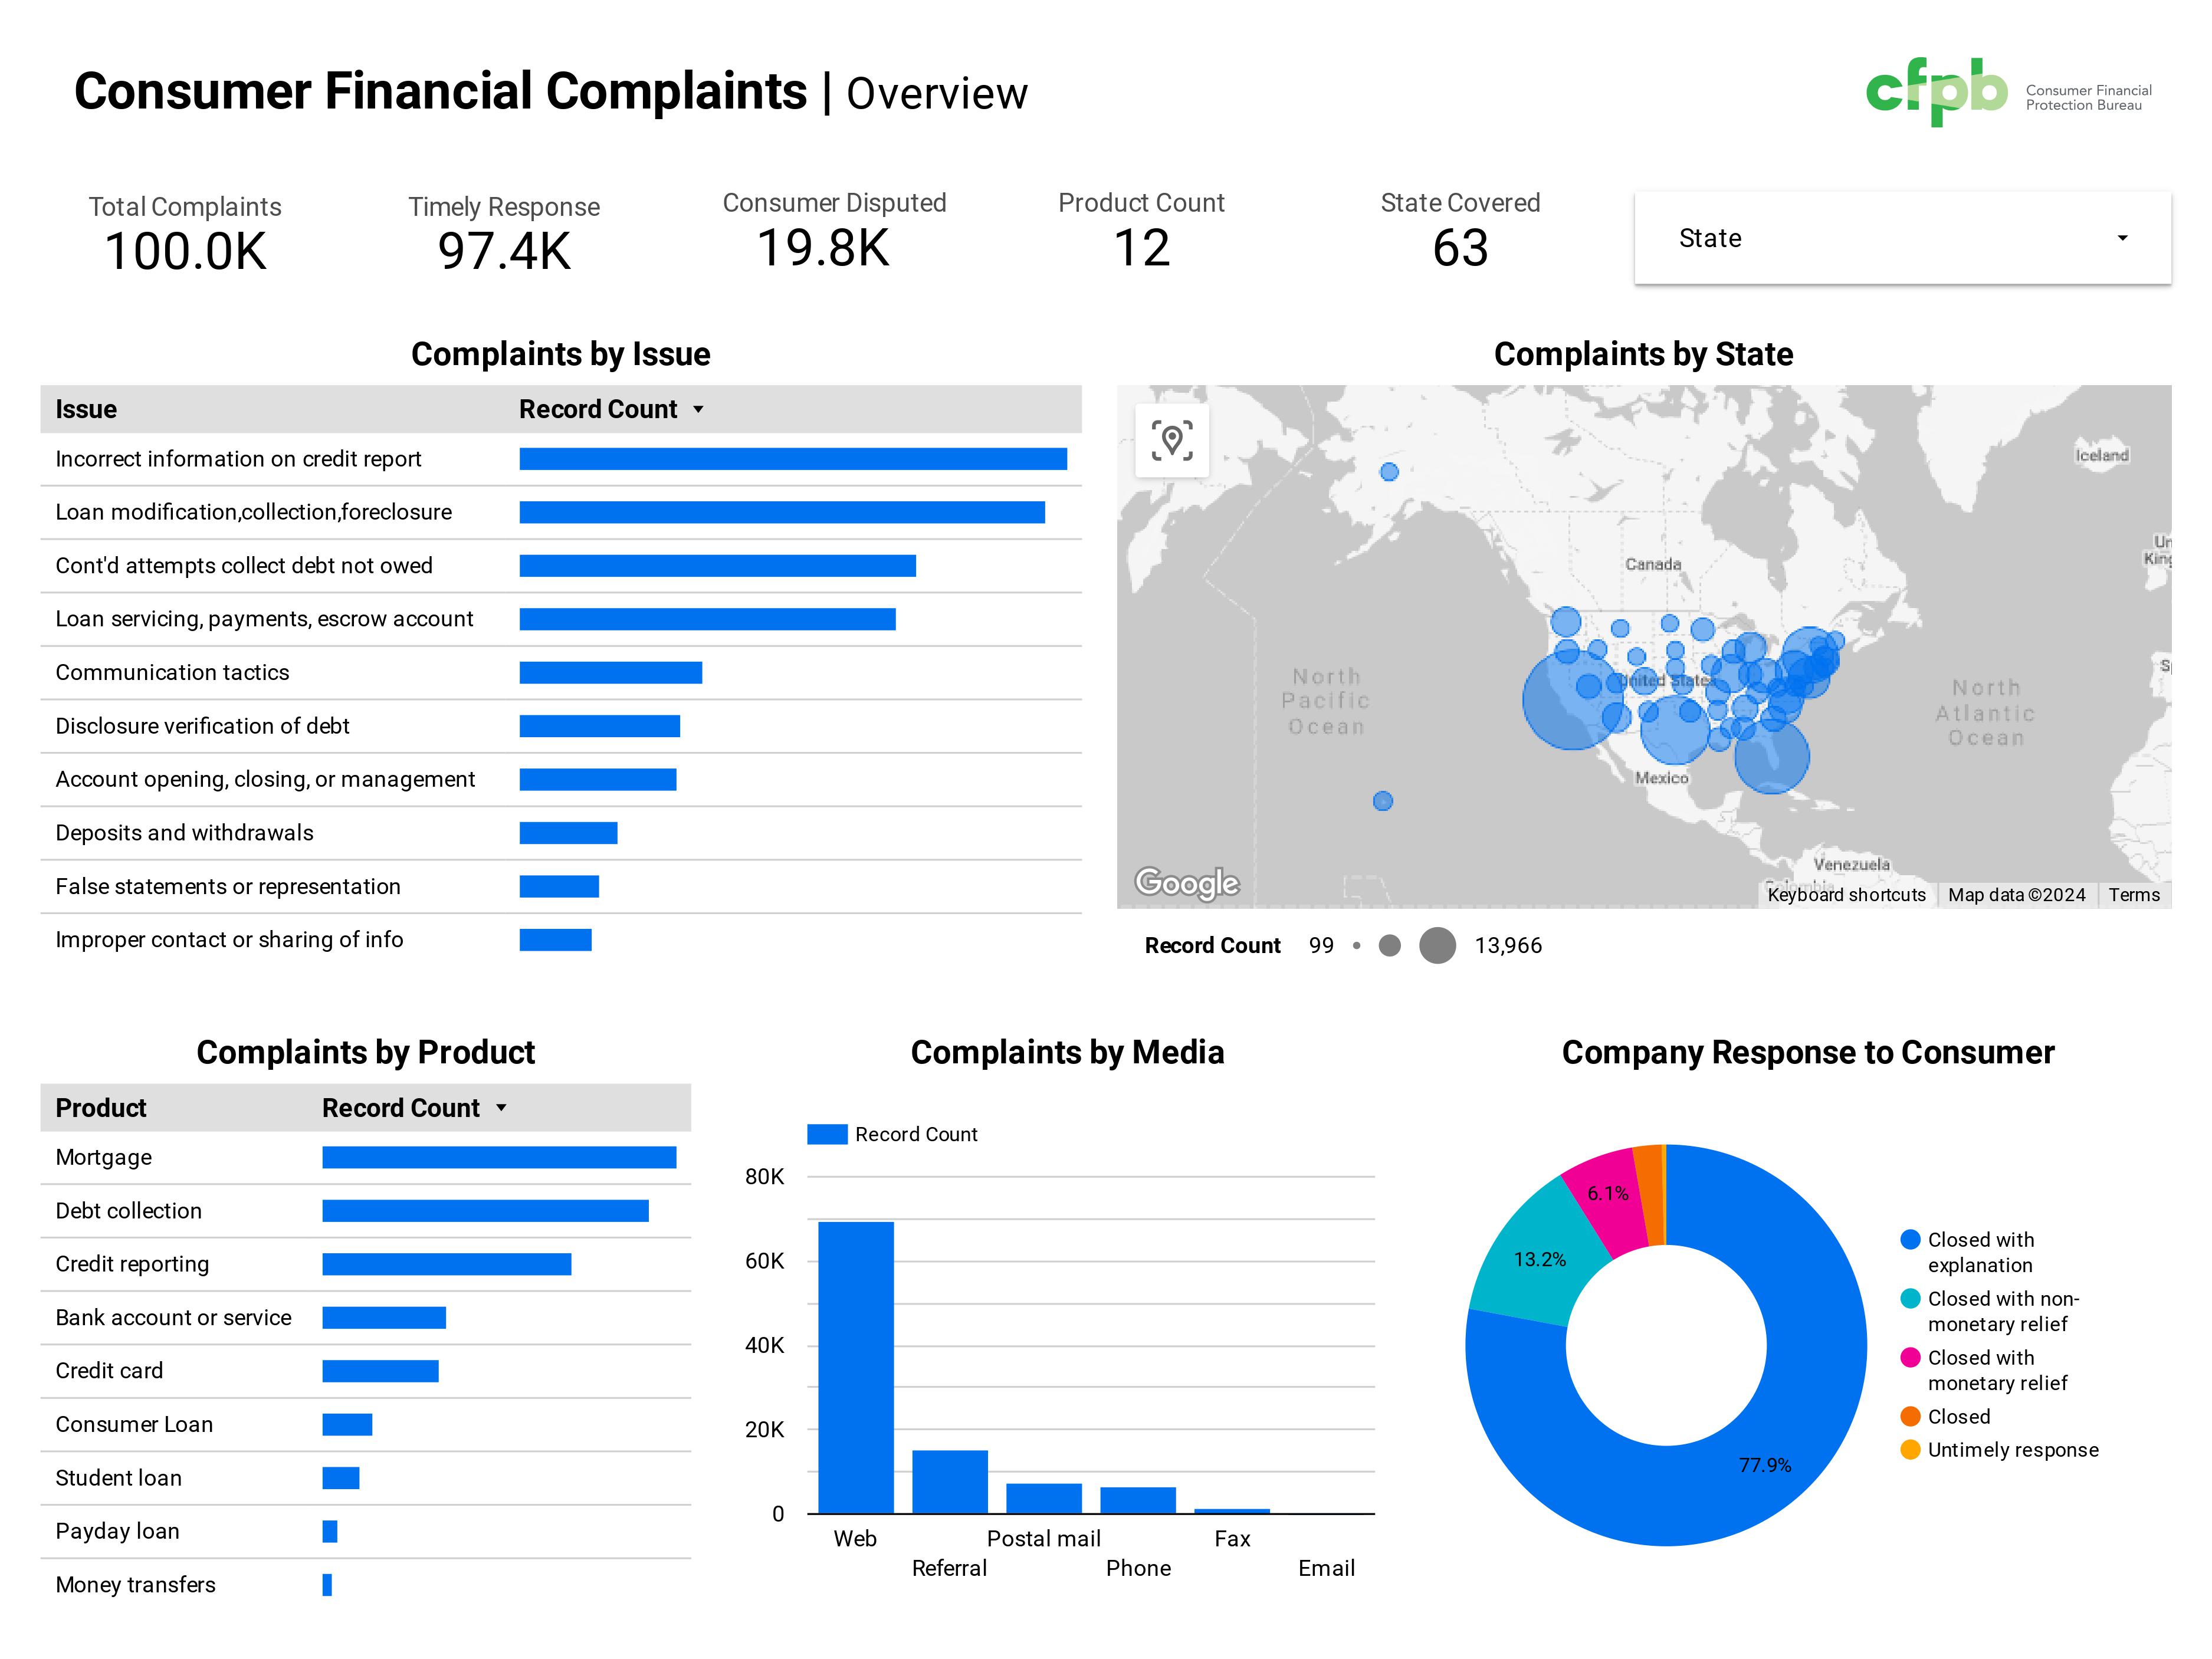 Consumer Financial Complaints | Overview
cfpb
Consumer Financial
Protection Bureau
Total Complaints
100.0K
Timely Response
97.4K
Consumer Disputed
19.8K
Product Count
12
State Covered
63
State
Complaints by Issue
Issue Record Count
Incorrect information on credit report
Loan modification,collection,foreclosure
Cont'd attempts collect debt not owed
Loan servicing, payments, escrow account
Communication tactics
Disclosure verification of debt
Account opening, closing, or management
Deposits and withdrawals
False statements or representation
Improper contact or sharing of info
Complaints by State
Iceland
Un
King
Canada
Sp
United States
North
Pacific
Ocean
North
Atlantic
Ocean
Mexico
Venezuela
Colombia
Google
Keyboard shortcuts
Map data ©2024
Terms
Record Count 99 13,966
Complaints by Product
Product Record Count
Mortgage
Debt collection
Credit reporting
Bank account or service
Credit card
Consumer Loan
Student loan
Payday loan
Money transfers
Complaints by Media
Record Count
80K
60K
40K
20K
0
Web
Referral
Postal mail
Phone
Fax
Email
Company Response to Consumer
6.1%
13.2%
77.9%
Closed with
explanation
Closed with non-
monetary relief
Closed with
monetary relief
Closed
Untimely response